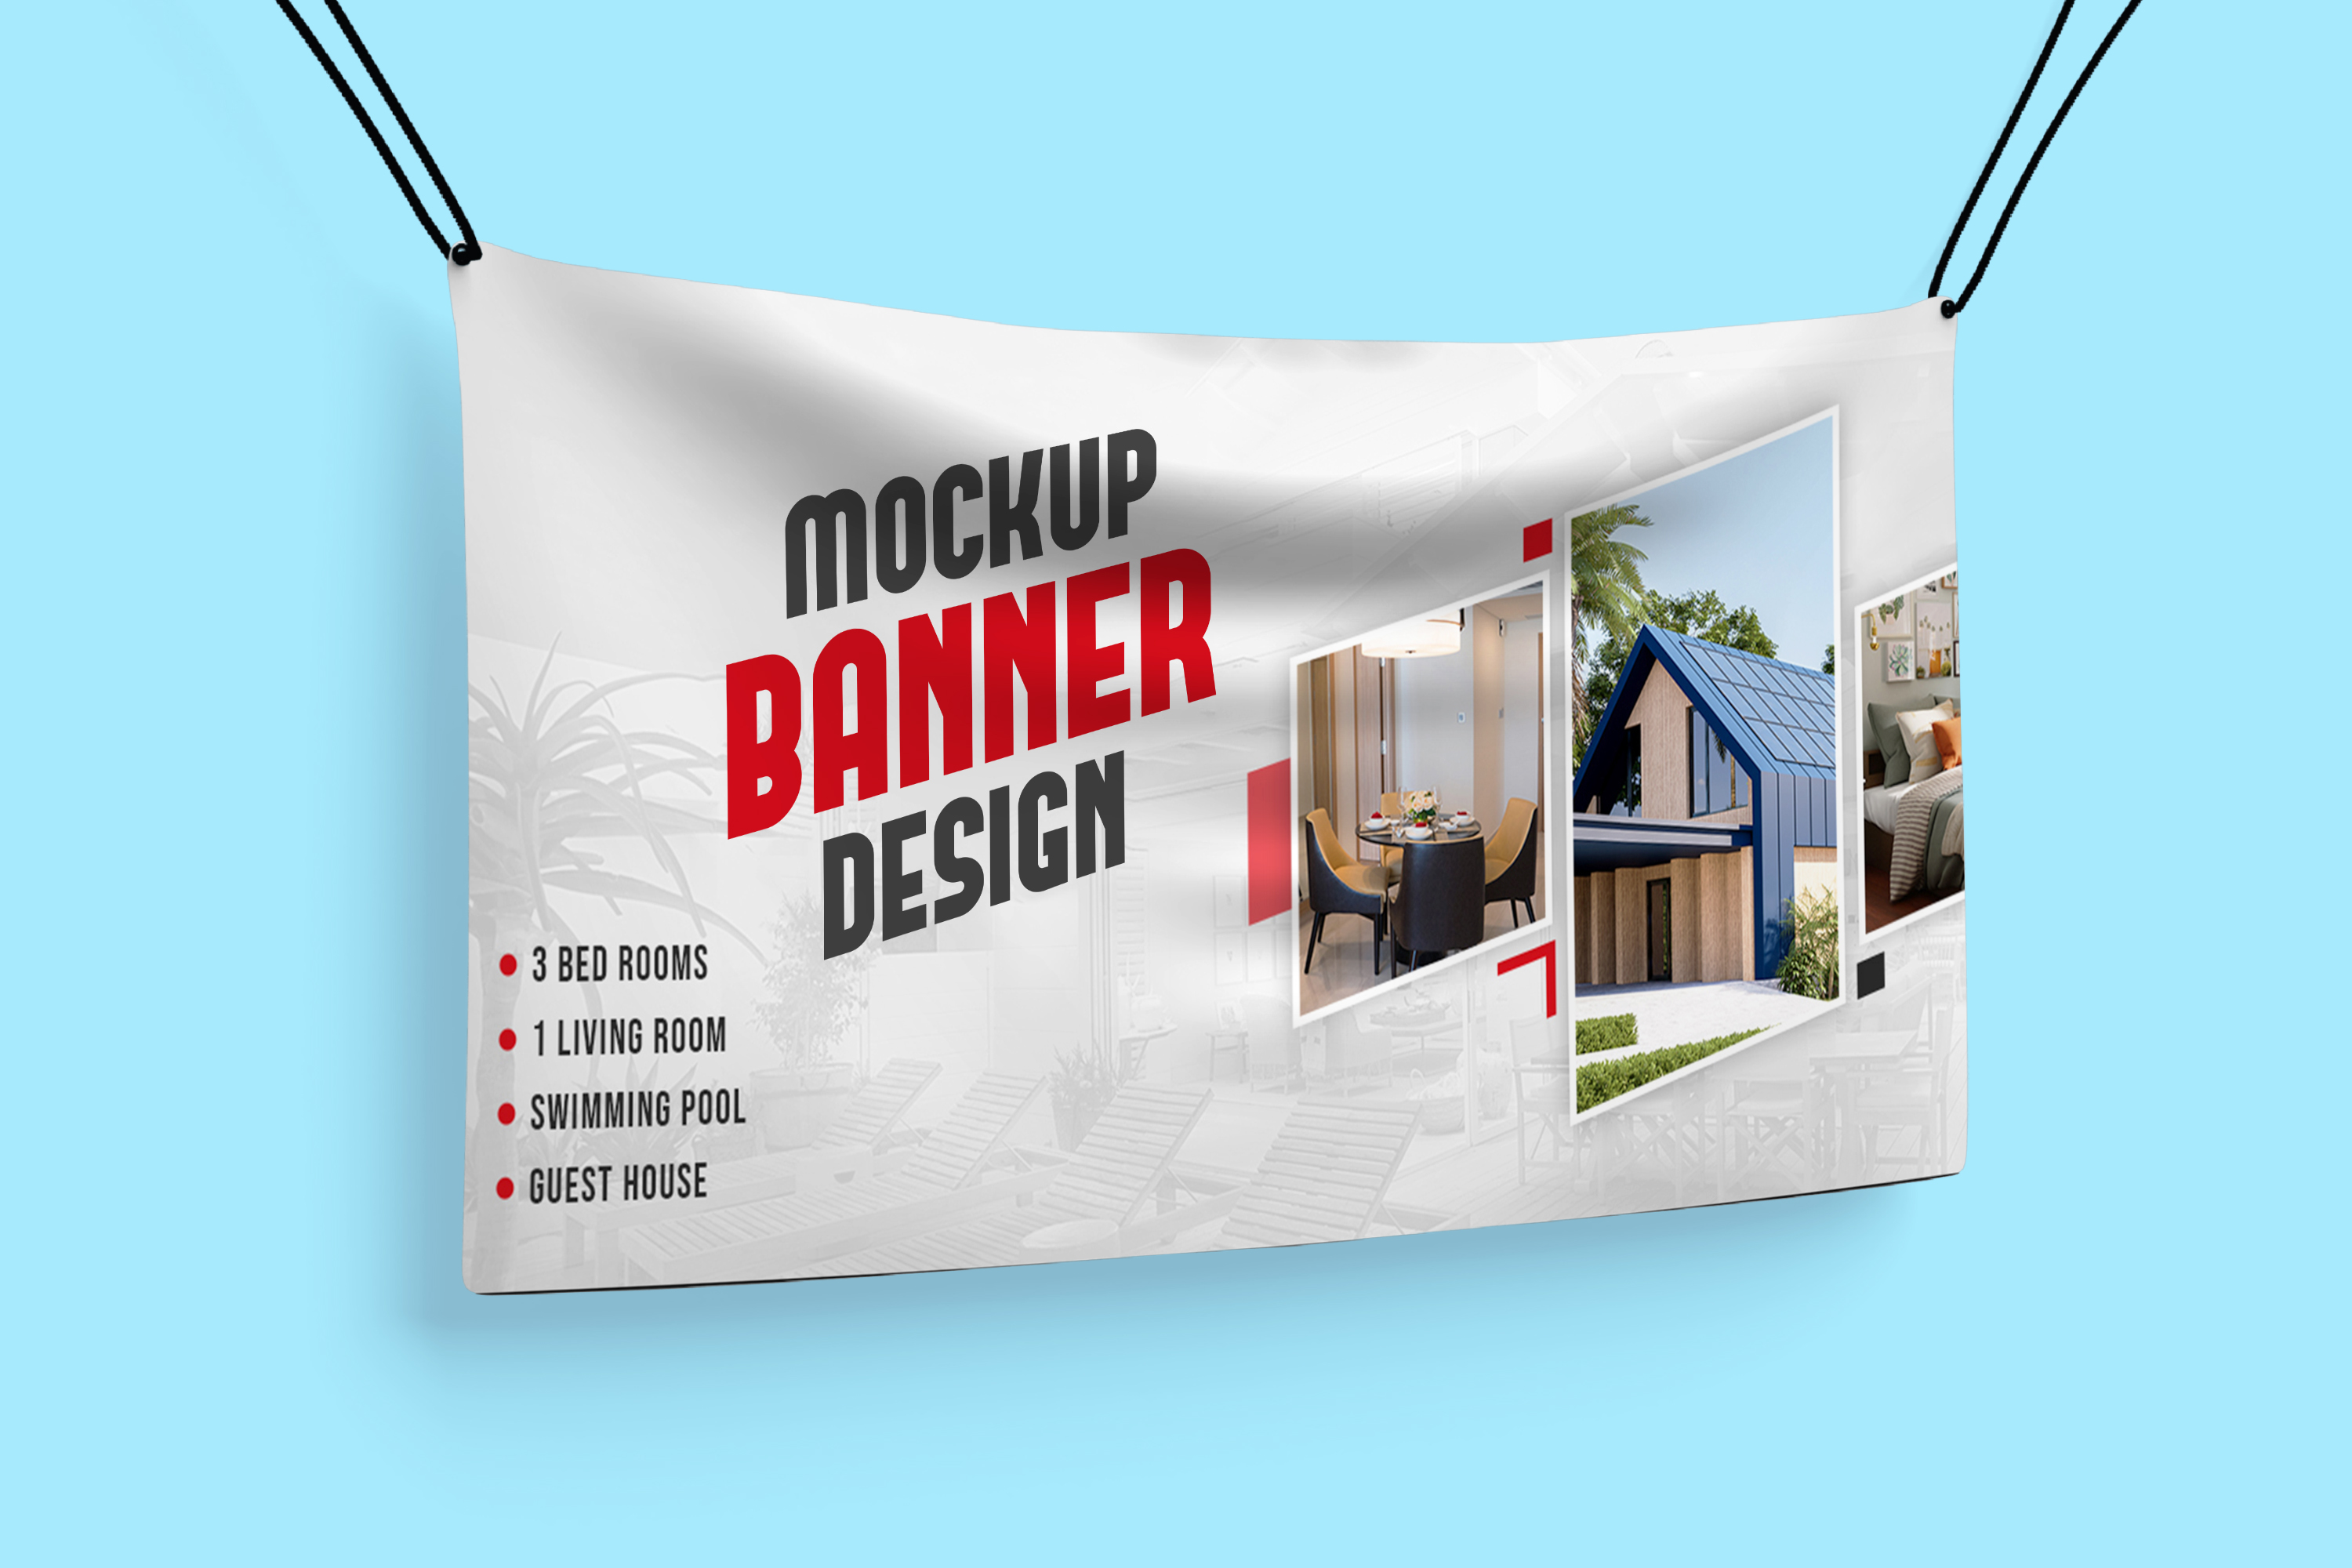 MOCKUP
BANNER
DESIGN
3 BED ROOMS
1 LIVING ROOM
SWIMMING POOL
GUEST HOUSE